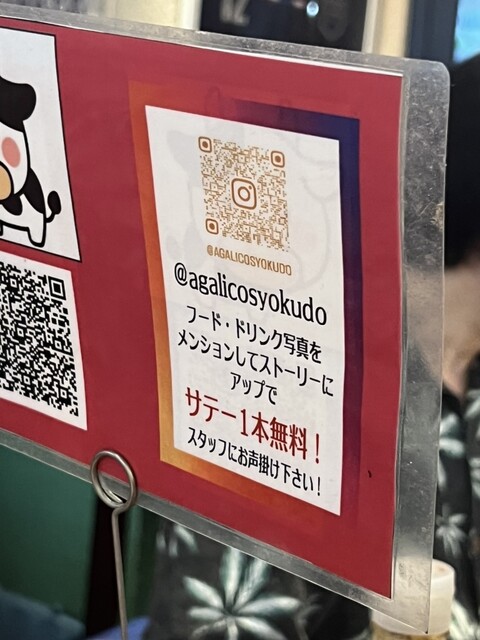 @AGALICOSYOKUDO
@agalicosyokudo
フード・ドリンク写真を
メンションしてストーリーに
アップで
サテー1本無料！
スタッフにお声掛け下さい！